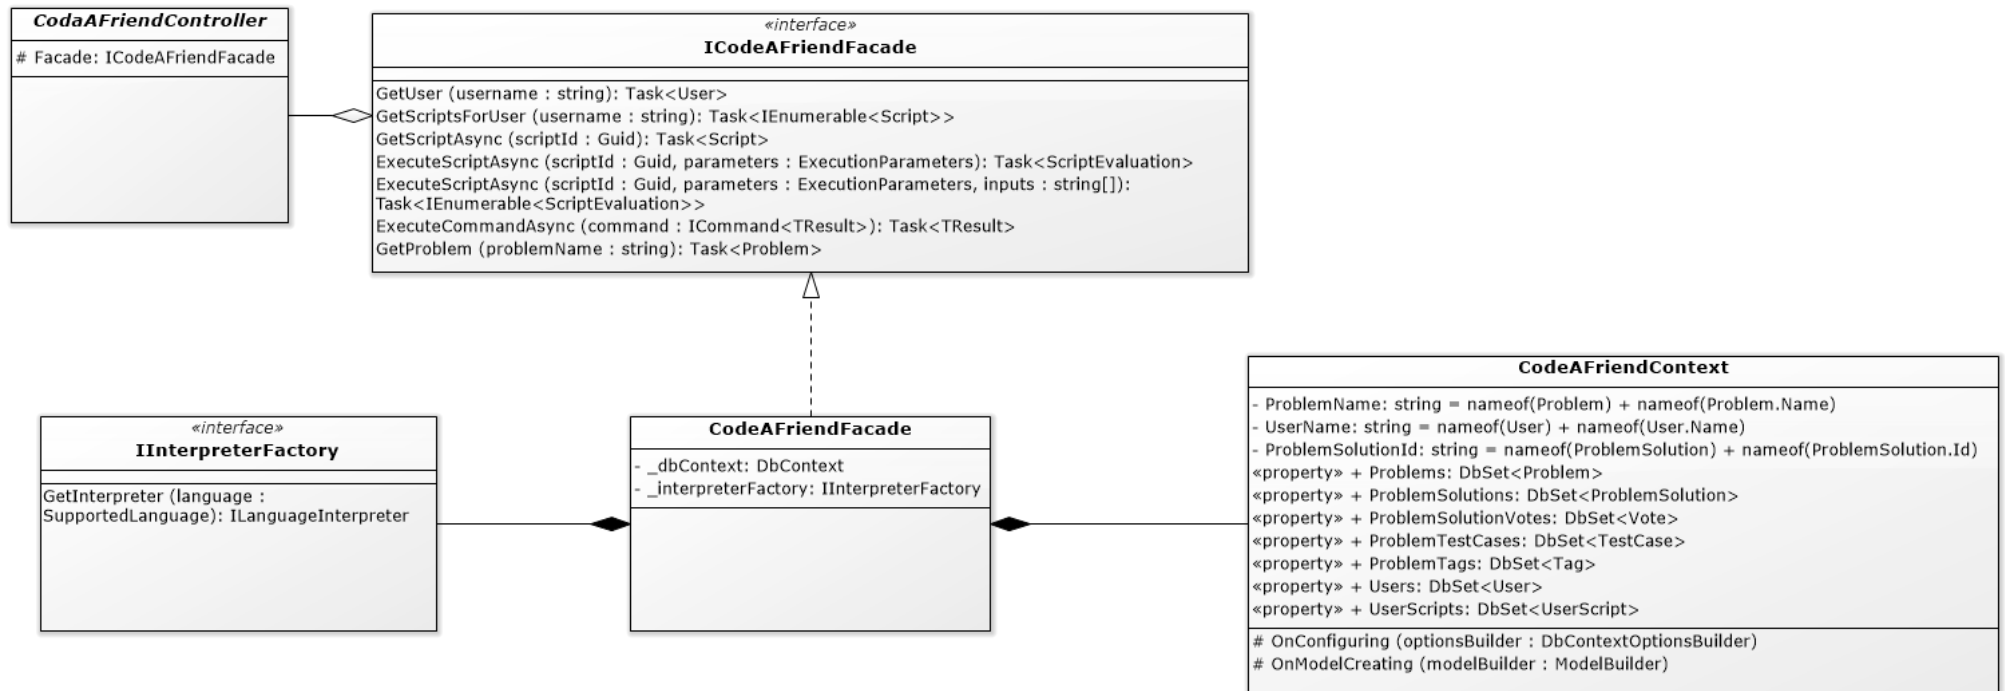 CodaAFriendController
# Facade: ICodeAFriendFacade
«interface»
ICodeAFriendFacade
GetUser (username : string): Task<User>
GetScriptsForUser (username : string): Task<IEnumerable<Script>>
GetScriptAsync (scriptId : Guid): Task<Script>
ExecuteScriptAsync (scriptId : Guid, parameters : ExecutionParameters): Task<ScriptEvaluation>
ExecuteScriptAsync (scriptId : Guid, parameters : ExecutionParameters, inputs : string[]):
Task<IEnumerable<ScriptEvaluation>>
ExecuteCommandAsync (command : ICommand<TResult>): Task<TResult>
GetProblem (problemName : string): Task<Problem>
«interface»
IInterpreterFactory
GetInterpreter (language :
SupportedLanguage): ILanguageInterpreter
CodeAFriendFacade
- _dbContext: DbContext
- _interpreterFactory: IInterpreterFactory
CodeAFriendContext
- ProblemName: string = nameof(Problem) + nameof(Problem.Name)
- UserName: string = nameof(User) + nameof(User.Name)
- ProblemSolutionId: string = nameof(ProblemSolution) + nameof(ProblemSolution.Id)
«property» + Problems: DbSet<Problem>
«property» + ProblemSolutions: DbSet<ProblemSolution>
«property» + ProblemSolutionVotes: DbSet<Vote>
«property» + ProblemTestCases: DbSet<TestCase>
«property» + ProblemTags: DbSet<Tag>
«property» + Users: DbSet<User>
«property» + UserScripts: DbSet<UserScript>
# OnConfiguring (optionsBuilder : DbContextOptionsBuilder)
# OnModelCreating (modelBuilder : ModelBuilder)